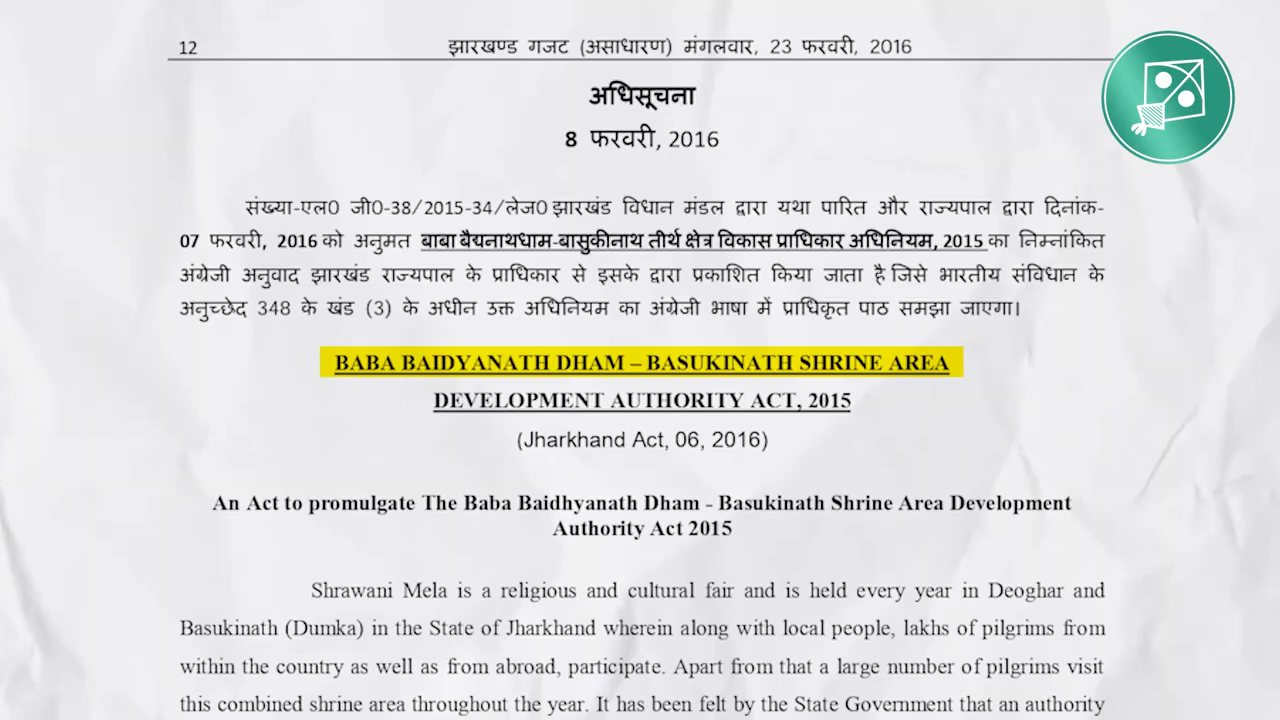 12 झारखण्ड गजट (असाधारण) मंगलवार, 23 फरवरी, 2016
अधिसूचना
8 फरवरी, 2016
संख्या-एल0 जी0-38/2015-34/लेज0 झारखंड विधान मंडल द्वारा यथा पारित और राज्यपाल द्वारा दिनांक-
07 फरवरी, 2016 को अनुमत बाबा बैद्यनाथधाम-बासुकीनाथ तीर्थ क्षेत्र विकास प्राधिकार अधिनियम, 2015 का निम्नांकित
अंग्रेजी अनुवाद झारखंड राज्यपाल के प्राधिकार से इसके द्वारा प्रकाशित किया जाता है जिसे भारतीय संविधान के
अनुच्छेद 348 के खंड (3) के अधीन उक्त अधिनियम का अंग्रेजी भाषा में प्राधिकृत पाठ समझा जाएगा।
BABA BAIDYANATH DHAM – BASUKINATH SHRINE AREA
DEVELOPMENT AUTHORITY ACT, 2015
(Jharkhand Act, 06, 2016)
An Act to promulgate The Baba Baidhyanath Dham - Basukinath Shrine Area Development
Authority Act 2015
Shrawani Mela is a religious and cultural fair and is held every year in Deoghar and
Basukinath (Dumka) in the State of Jharkhand wherein along with local people, lakhs of pilgrims from
within the country as well as from abroad, participate. Apart from that a large number of pilgrims visit
this combined shrine area throughout the year. It has been felt by the State Government that an authority